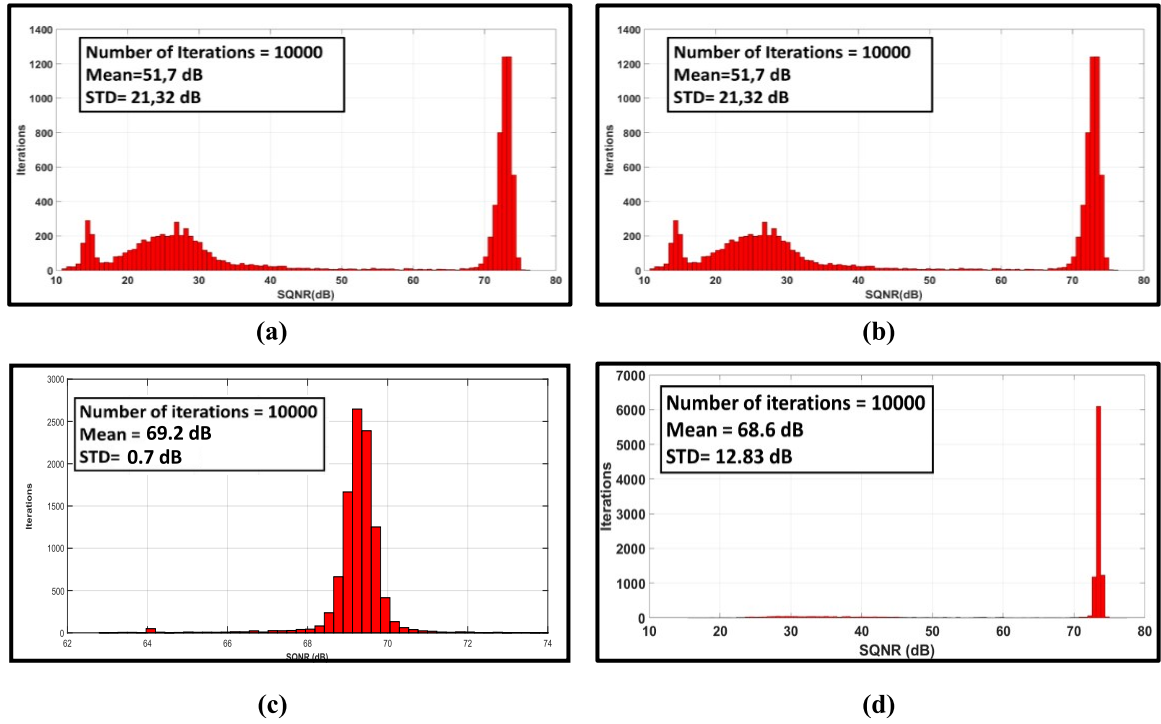 1400
1200
1000
800
600
400
200
0
Iterations
Number of Iterations = 10000
Mean=51,7 dB
STD= 21,32 dB
10 20 30 40 50 60 70 80
SQNR(dB)
(a)
1400
1200
1000
800
600
400
200
0
Iterations
Number of Iterations = 10000
Mean=51,7 dB
STD= 21,32 dB
10 20 30 40 50 60 70 80
SQNR(dB)
(b)
3000
2500
2000
1500
1000
500
0
Iterations
Number of iterations = 10000
Mean = 69.2 dB
STD= 0.7 dB
62 64 66 68 70 72 74
SQNR (dB)
(c)
7000
6000
5000
4000
3000
2000
1000
0
Iterations
Number of iterations = 10000
Mean = 68.6 dB
STD = 12.83 dB
10 20 30 40 50 60 70 80
SQNR (dB)
(d)